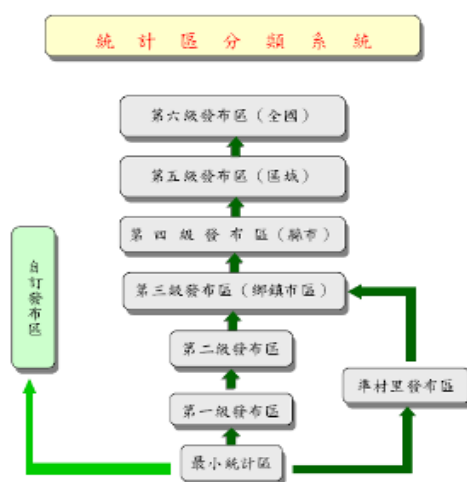 統計區分類系統
第六級發布區(全國)
第五級發布區(區域)
第四級發布區(縣市)
第三級發布區(鄉鎮市區)
自訂發布區
第二級發布區
準村里發布區
第一級發布區
最小統計區